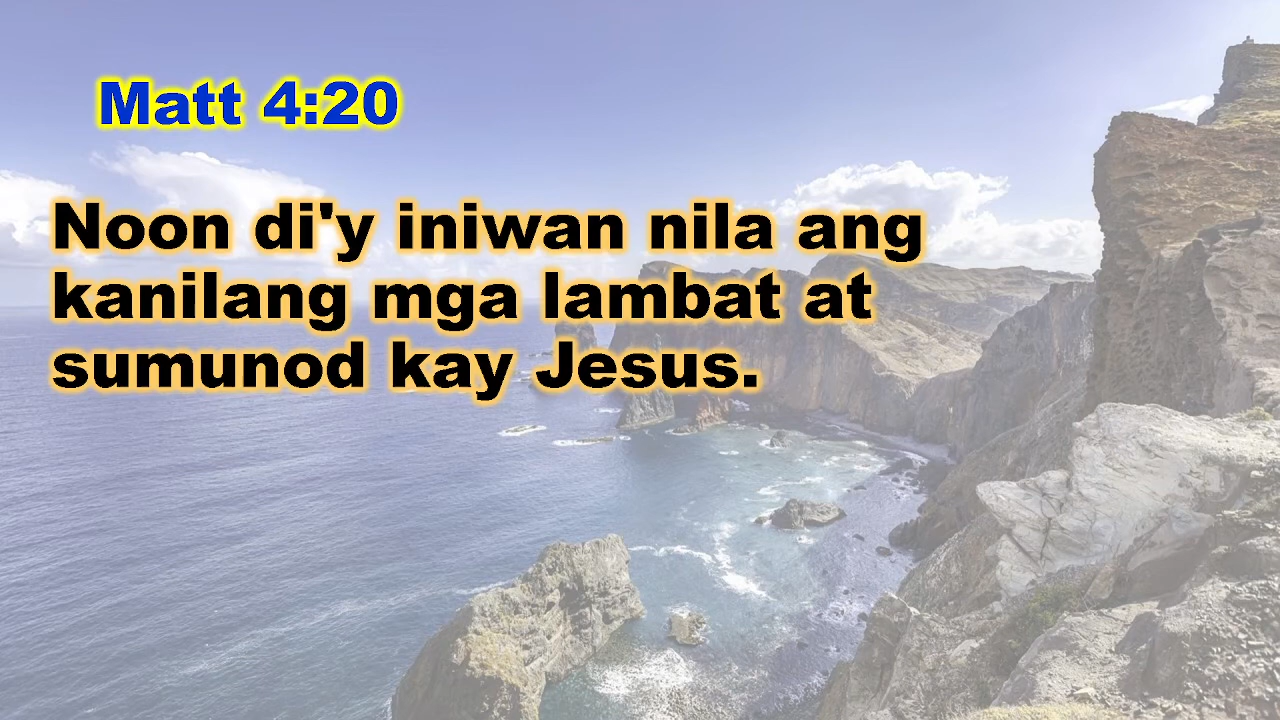 Matt 4:20
Noon di'y iniwan nila ang
kanilang mga lambat at
sumunod kay Jesus.